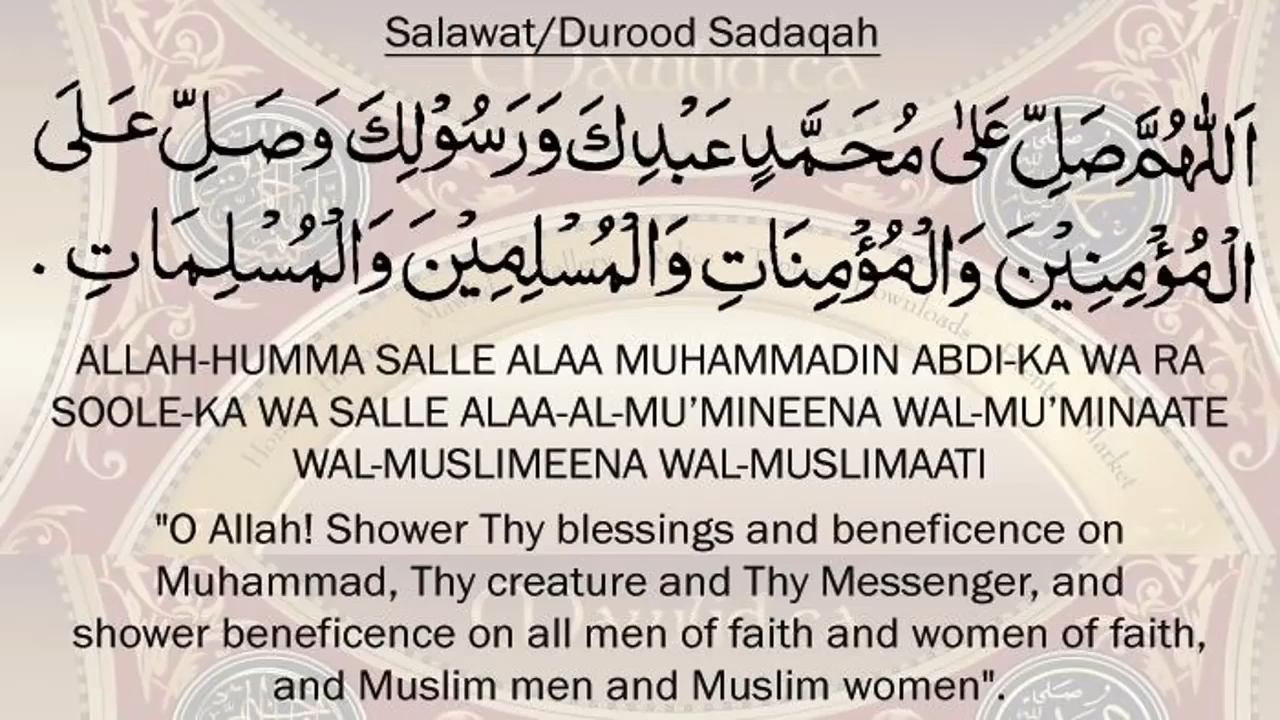 Salawat/Durood Sadaqah
اَللّٰهُمَّ صَلِّ عَلٰى مُحَمَّدٍ عَبْدِكَ وَرَسُوْلِكَ وَصَلِّ عَلَى
الْمُؤْمِنِيْنَ وَالْمُؤْمِنَاتِ وَالْمُسْلِمِيْنَ وَالْمُسْلِمَاتِ .
ALLAH-HUMMA SALLE ALAA MUHAMMADIN ABDI-KA WA RA
SOOLE-KA WA SALLE ALAA-AL-MU’MINEENA WAL-MU’MINAATE
WAL-MUSLIMEENA WAL-MUSLIMAATI
"O Allah! Shower Thy blessings and beneficence on
Muhammad, Thy creature and Thy Messenger, and
shower beneficence on all men of faith and women of faith,
and Muslim men and Muslim women".